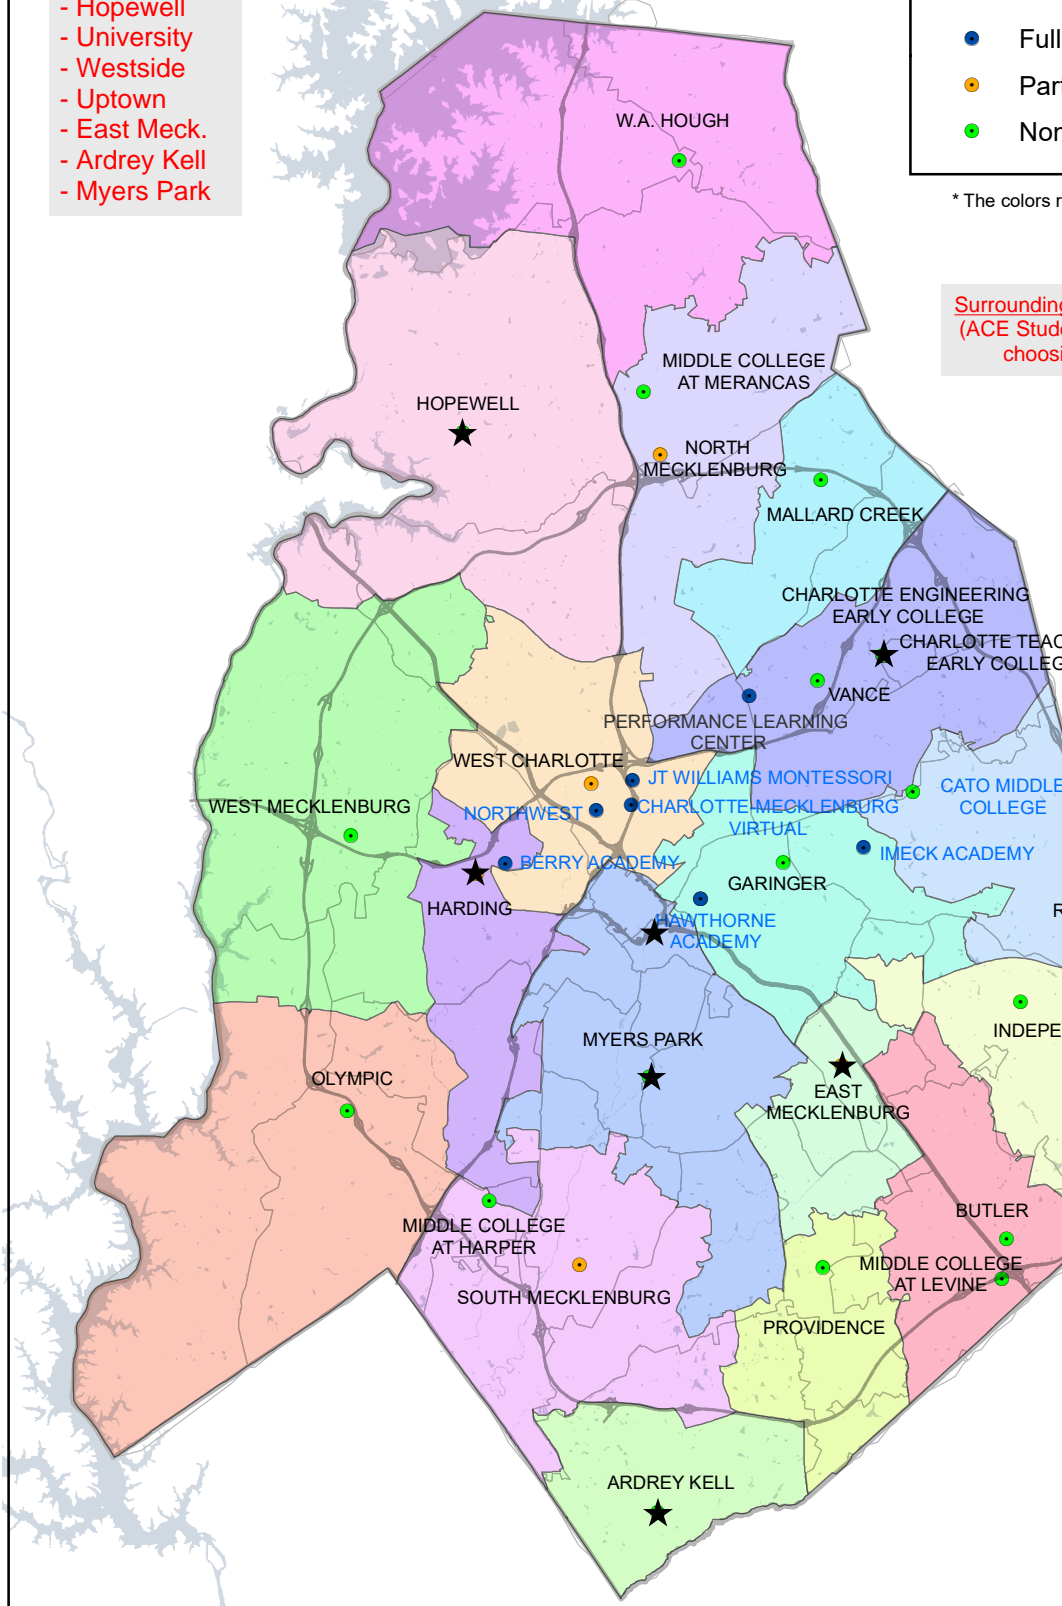 - Hopewell
- University
- Westside
- Uptown
- East Meck.
- Ardrey Kell
- Myers Park
Full
Part
Non
* The colors r
Surrounding
(ACE Stude
choosi
W.A. HOUGH
MIDDLE COLLEGE
AT MERANCAS
HOPEWELL
NORTH
MECKLENBURG
MALLARD CREEK
CHARLOTTE ENGINEERING
EARLY COLLEGE
CHARLOTTE TEAC
EARLY COLLEG
VANCE
PERFORMANCE LEARNING
CENTER
WEST CHARLOTTE
JT WILLIAMS MONTESSORI
CATO MIDDLE
COLLEGE
WEST MECKLENBURG
NORTHWEST
CHARLOTTE-MECKLENBURG
VIRTUAL
IMECK ACADEMY
BERRY ACADEMY
GARINGER
HARDING
HAWTHORNE
ACADEMY
R
INDEPE
MYERS PARK
OLYMPIC
EAST
MECKLENBURG
BUTLER
MIDDLE COLLEGE
AT HARPER
MIDDLE COLLEGE
AT LEVINE
SOUTH MECKLENBURG
PROVIDENCE
ARDREY KELL